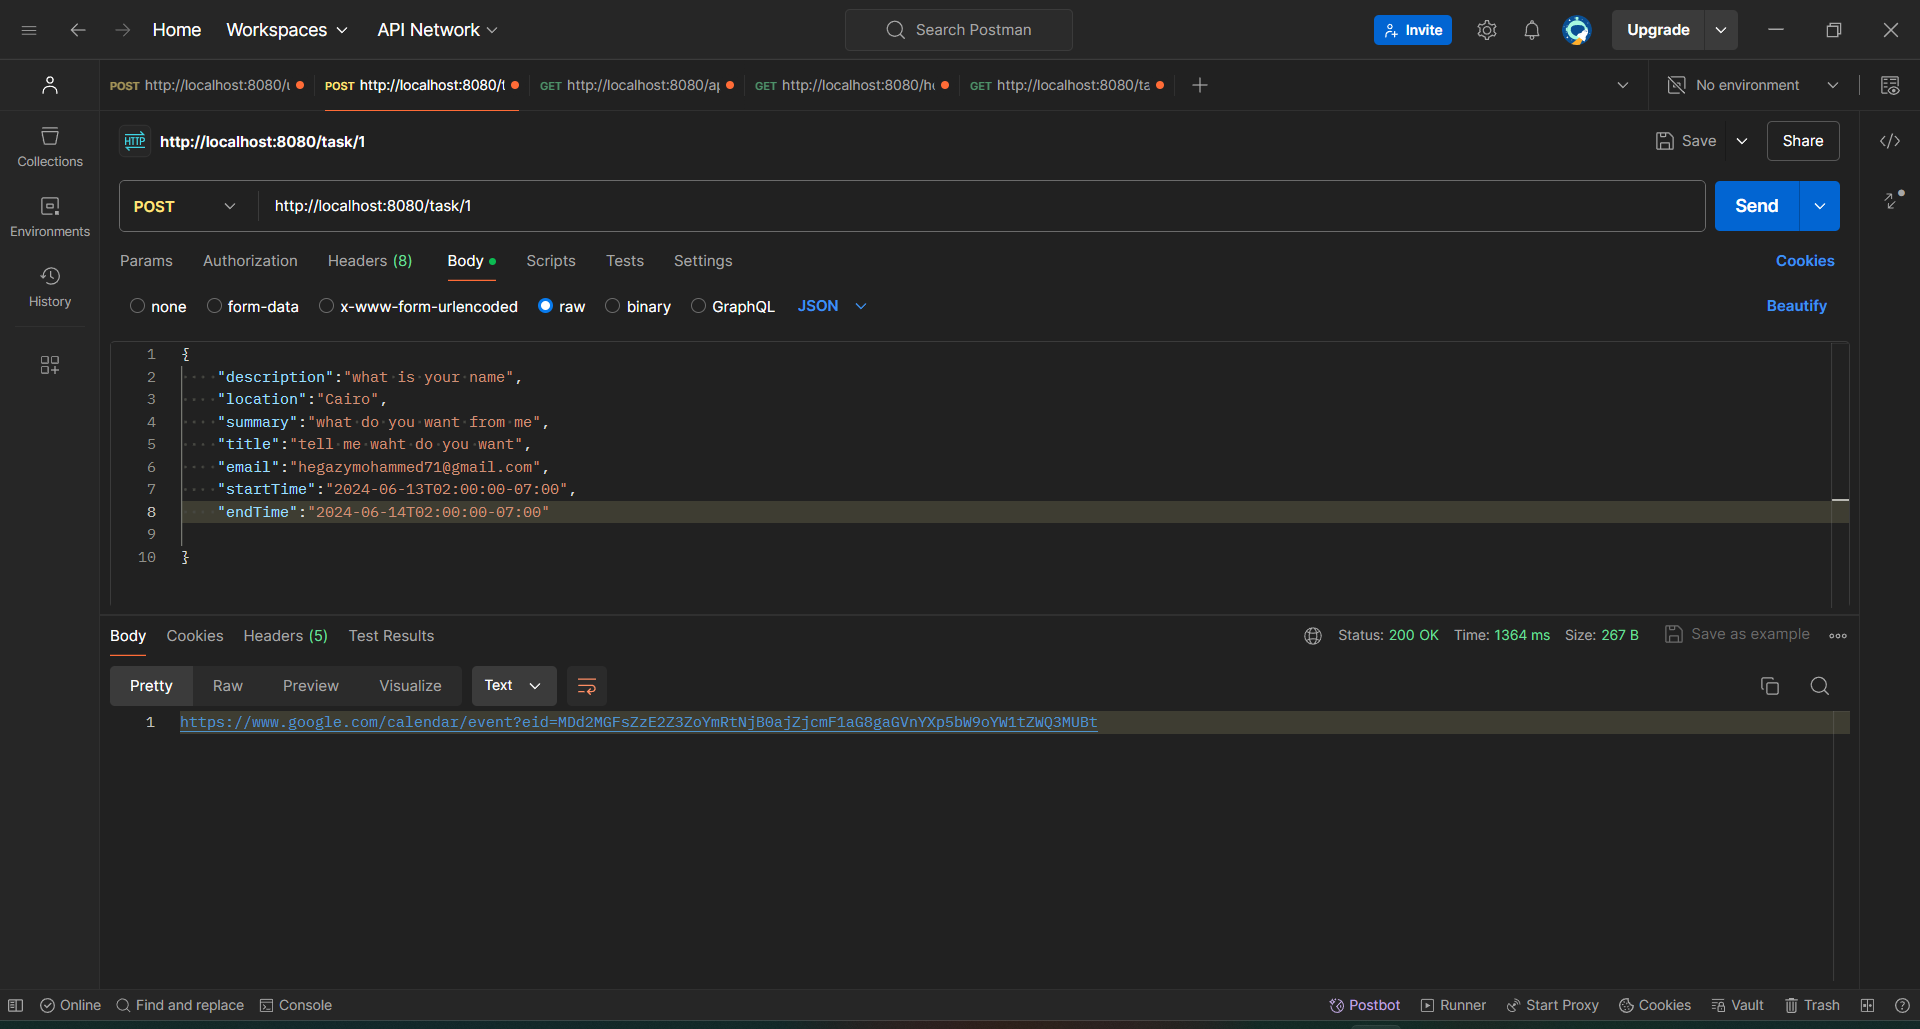 Home Workspaces API Network Search Postman Invite Upgrade
POST http://localhost:8080/ POST http://localhost:8080/t GET http://localhost:8080/a GET http://localhost:8080/h GET http://localhost:8080/ta No environment
HTTP http://localhost:8080/task/1 Save Share
Collections
POST http://localhost:8080/task/1 Send
Environments
Params Authorization Headers (8) Body Scripts Tests Settings Cookies
History
none form-data x-www-form-urlencoded raw binary GraphQL JSON Beautify
1 {
2 "description":"what is your name",
3 "location":"Cairo",
4 "summary":"what do you want from me",
5 "title":"tell me waht do you want",
6 "email":"hegazymohammed71@gmail.com",
7 "startTime":"2024-06-13T02:00:00-07:00",
8 "endTime":"2024-06-14T02:00:00-07:00"
9
10 }
Body Cookies Headers (5) Test Results Status: 200 OK Time: 1364 ms Size: 267 B Save as example
Pretty Raw Preview Visualize Text
1 https://www.google.com/calendar/event?eid=MDd2MGFsZzE2Z3ZoYmRtNjB0ajZjcmF1aG8gaGVnYXp5bW9oYW1tZWQ3MUBt
Online Find and replace Console Postbot Runner Start Proxy Cookies Vault Trash